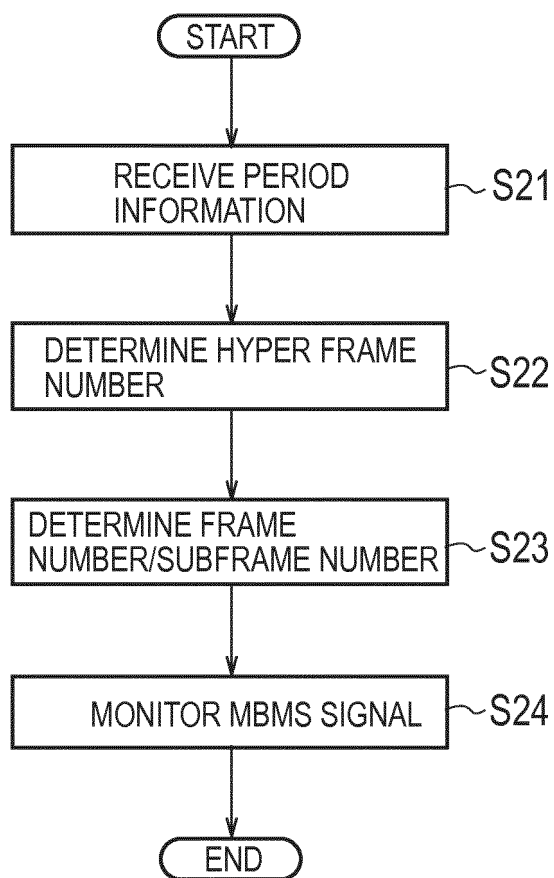 START
RECEIVE PERIOD
INFORMATION
S21
DETERMINE HYPER FRAME
NUMBER
S22
DETERMINE FRAME
NUMBER/SUBFRAME NUMBER
S23
MONITOR MBMS SIGNAL
S24
END